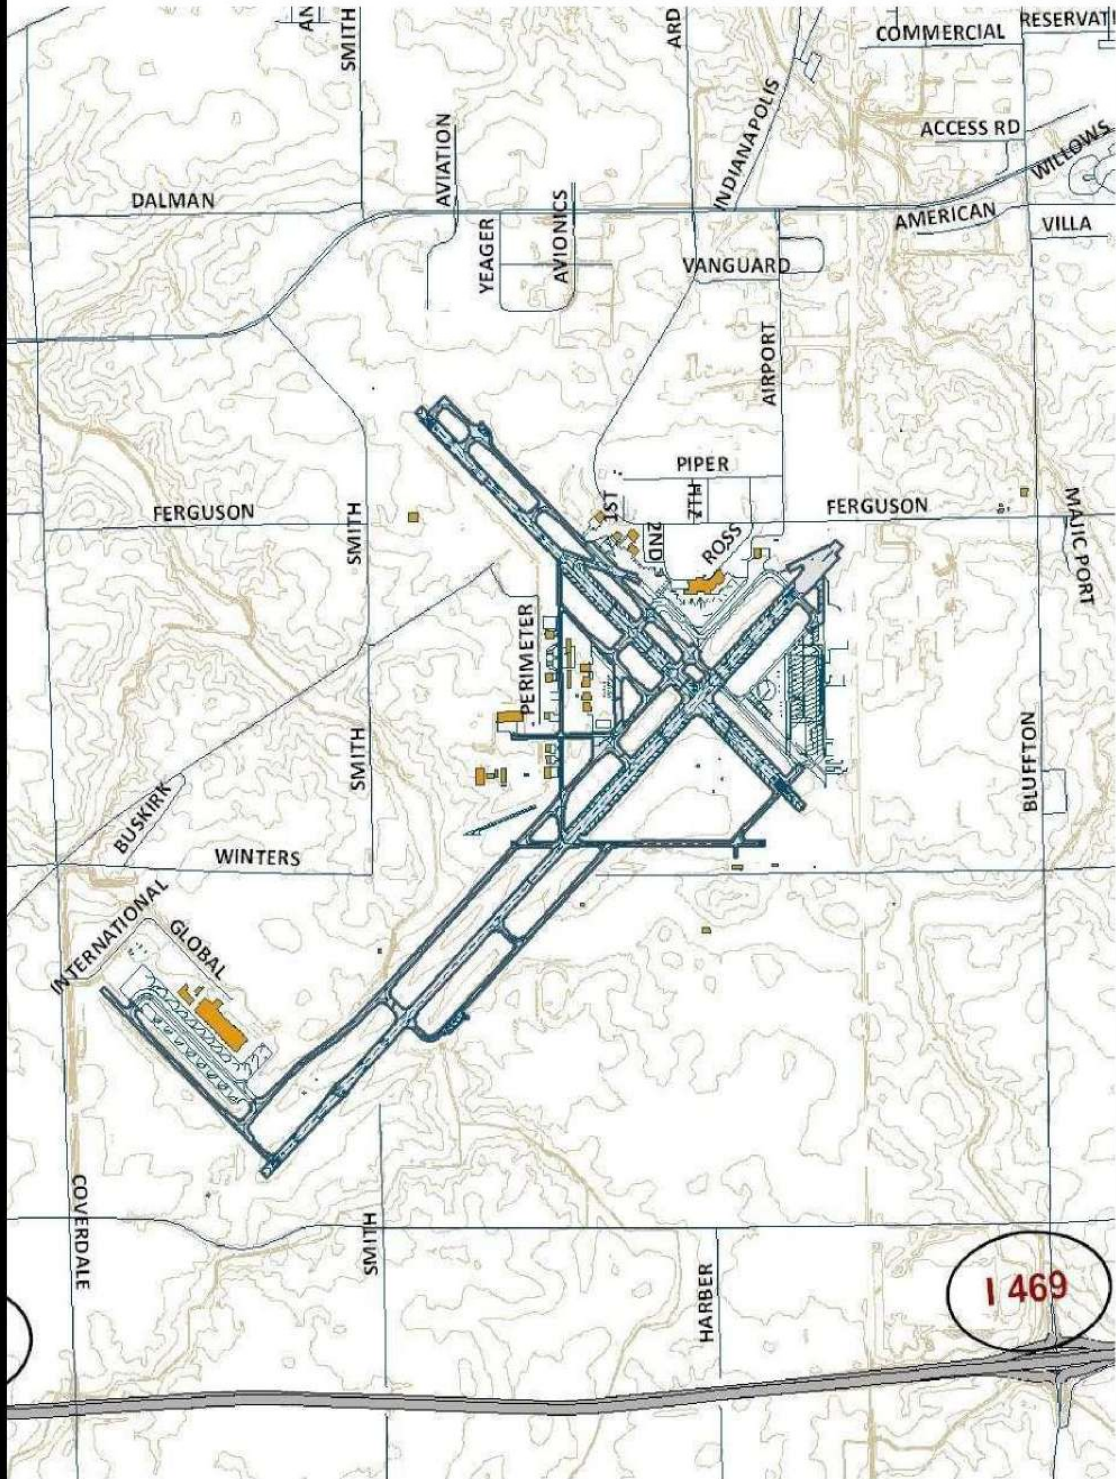 RESERVATI
COMMERCIAL
SMITH
AN
ARD
INDIANAPOLIS
ACCESS RD
WILLOWS
AVIATION
DALMAN
AMERICAN
VILLA
YEAGER
AVIONICS
VANGUARD
AIRPORT
PIPER
FERGUSON
SMITH
1ST
2ND
ROSS
FERGUSON
MAJIC PORT
PERIMETER
SMITH
BLUFFTON
BUSKIRK
WINTERS
INTERNATIONAL
GLOBAL
COVERDALE
SMITH
HARBER
I 469